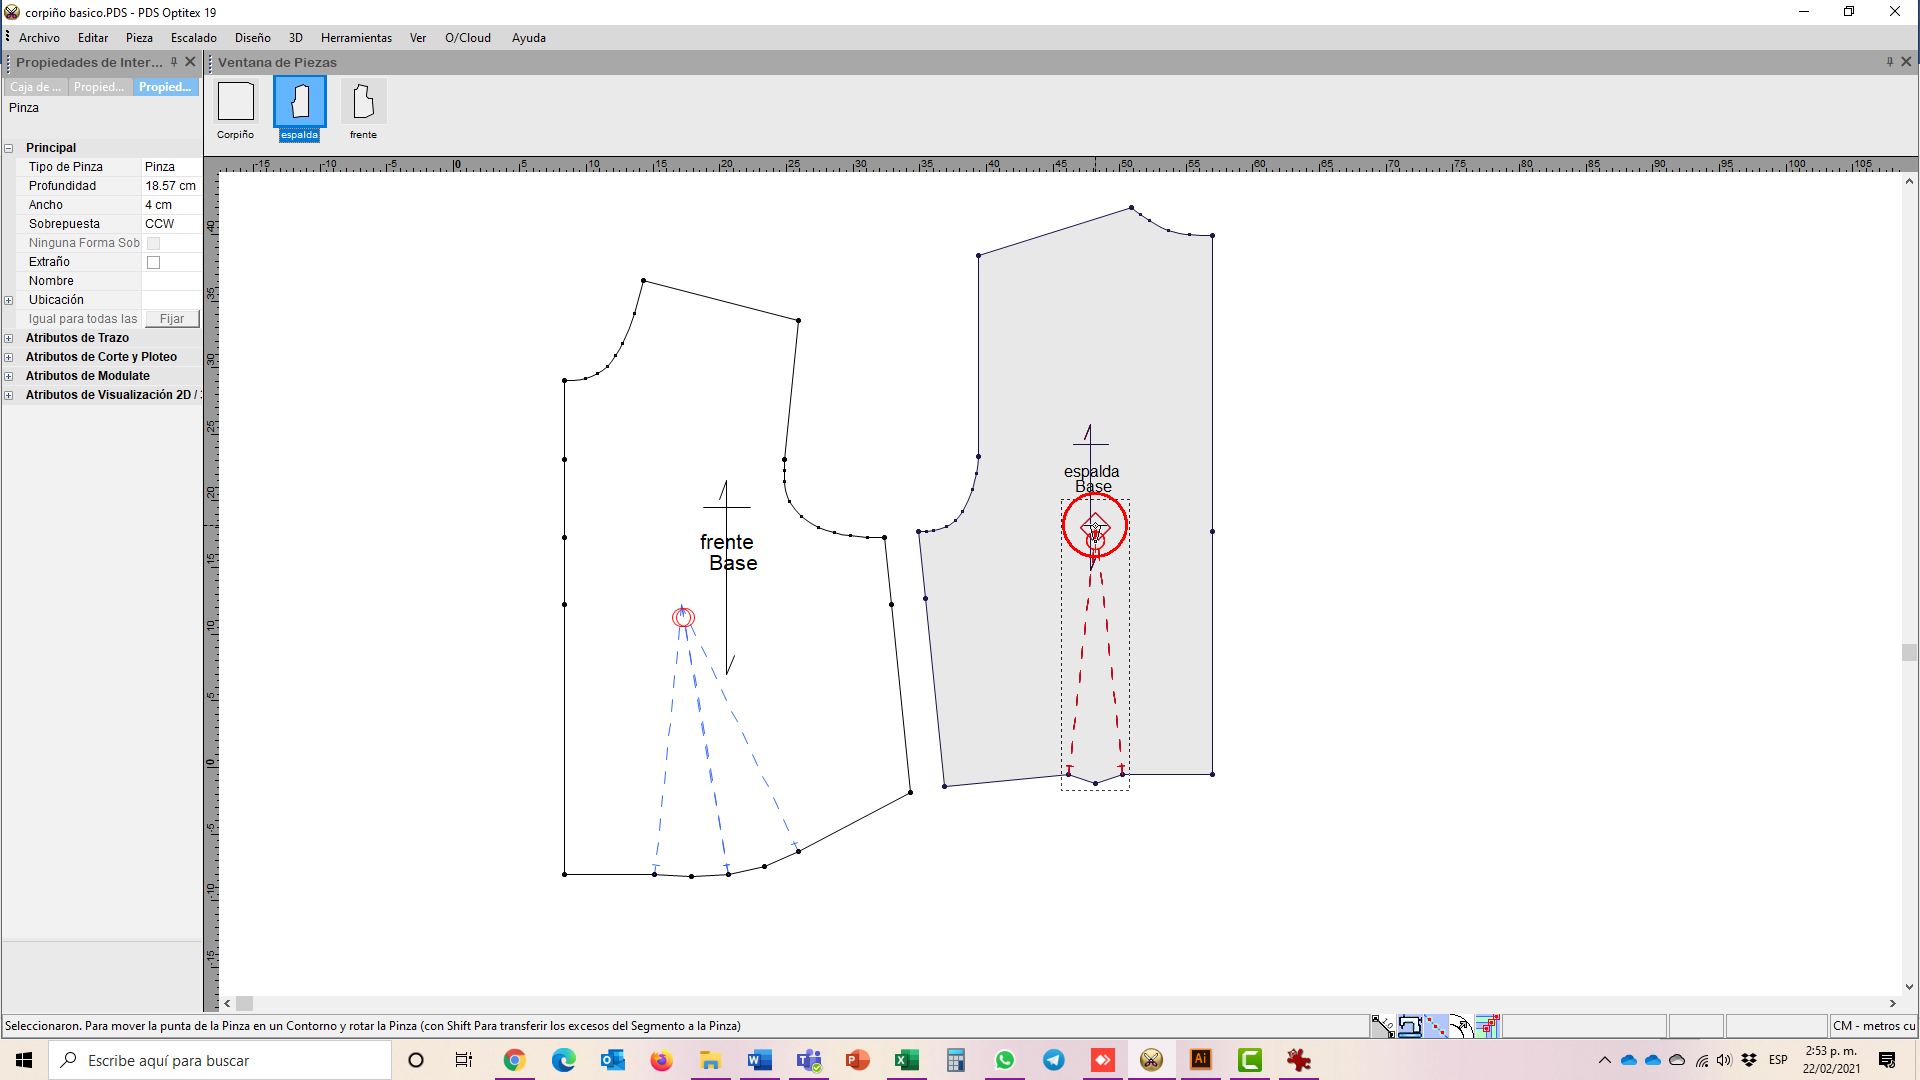 corpiño basico.PDS - PDS Optitex 19
Archivo Editar Pieza Escalado Diseño 3D Herramientas Ver O/Cloud Ayuda
Propiedades de Inter...
Ventana de Piezas
Caja de ... Propied... Propied...
Pinza
Corpiño espalda frente
Principal
Tipo de Pinza Pinza
Profundidad 18.57 cm
Ancho 4 cm
Sobrepuesta CCW
Ninguna Forma Sob
Extraño
Nombre
Ubicación
Igual para todas las Fijar
Atributos de Trazo
Atributos de Corte y Ploteo
Atributos de Modulate
Atributos de Visualización 2D / 3
-15 -10 -5 0 5 10 15 20 25 30 35 40 45 50 55 60 65 70 75 80 85 90 95 100 105
40
35
30
25
20
15
10
5
0
-5
-10
-15
espalda
Base
frente
Base
Seleccionaron. Para mover la punta de la Pinza en un Contorno y rotar la Pinza (con Shift Para transferir los excesos del Segmento a la Pinza)
CM - metros cu
Escribe aquí para buscar
ESP
2:53 p. m.
22/02/2021